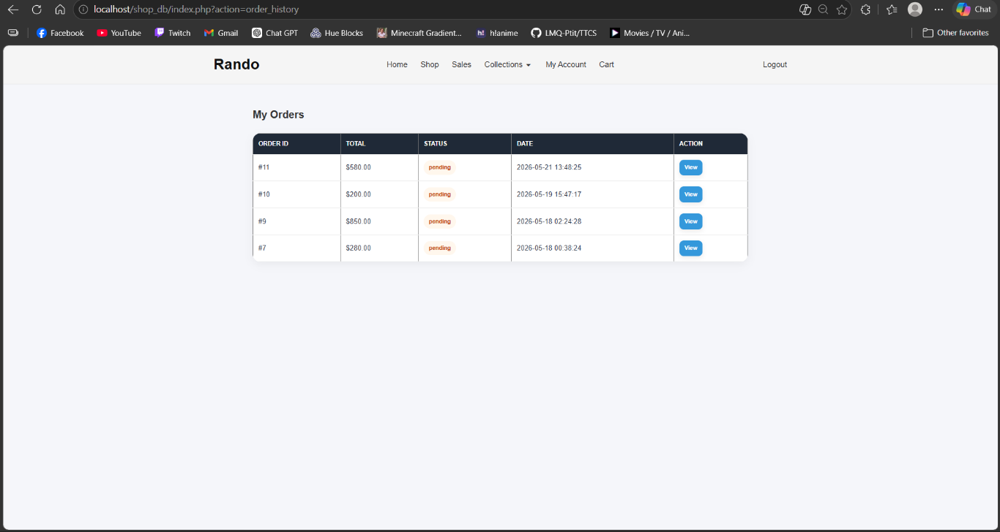 localhost/shop_db/index.php?action=order_history
Chat
Facebook YouTube Twitch Gmail Chat GPT Hue Blocks Minecraft Gradient... h! h!anime LMQ-Ptit/TTCS Movies / TV / Ani... Other favorites
Rando Home Shop Sales Collections My Account Cart Logout
My Orders
ORDER ID TOTAL STATUS DATE ACTION
#11 $580.00 pending 2026-05-21 13:48:25 View
#10 $200.00 pending 2026-05-19 15:47:17 View
#9 $850.00 pending 2026-05-18 02:24:28 View
#7 $280.00 pending 2026-05-18 00:38:24 View